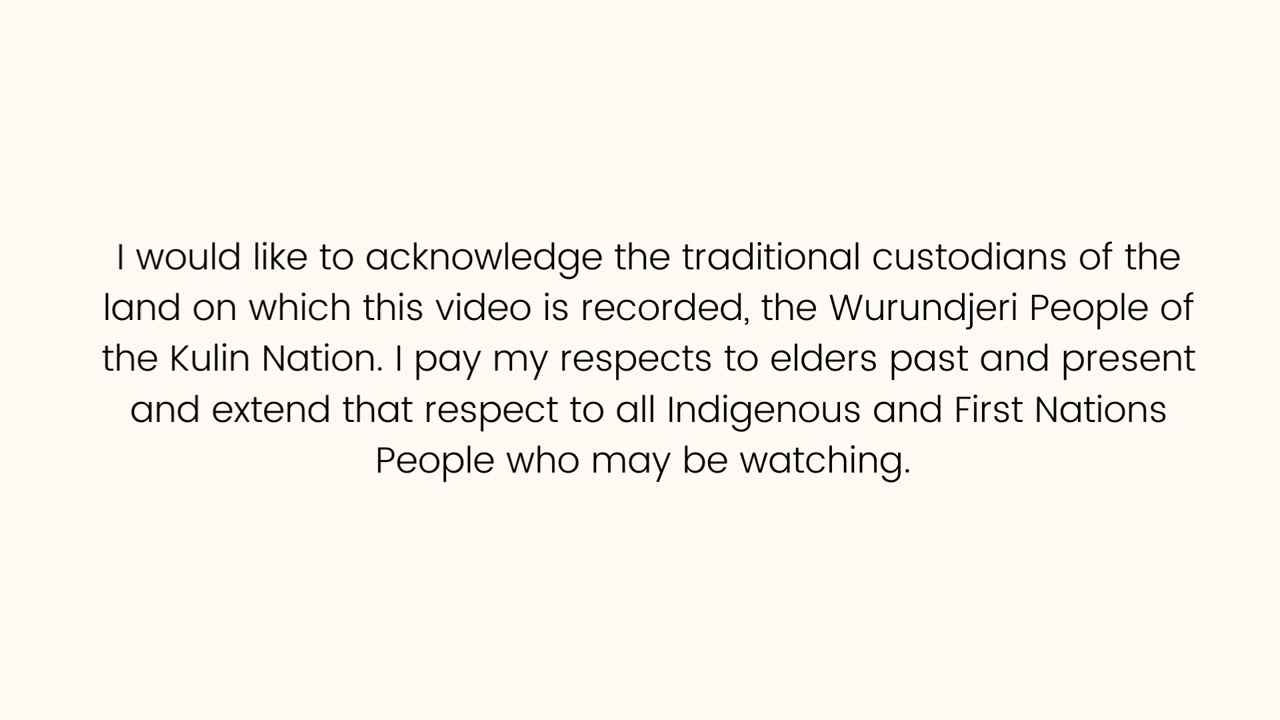 I would like to acknowledge the traditional custodians of the
land on which this video is recorded, the Wurundjeri People of
the Kulin Nation. I pay my respects to elders past and present
and extend that respect to all Indigenous and First Nations
People who may be watching.